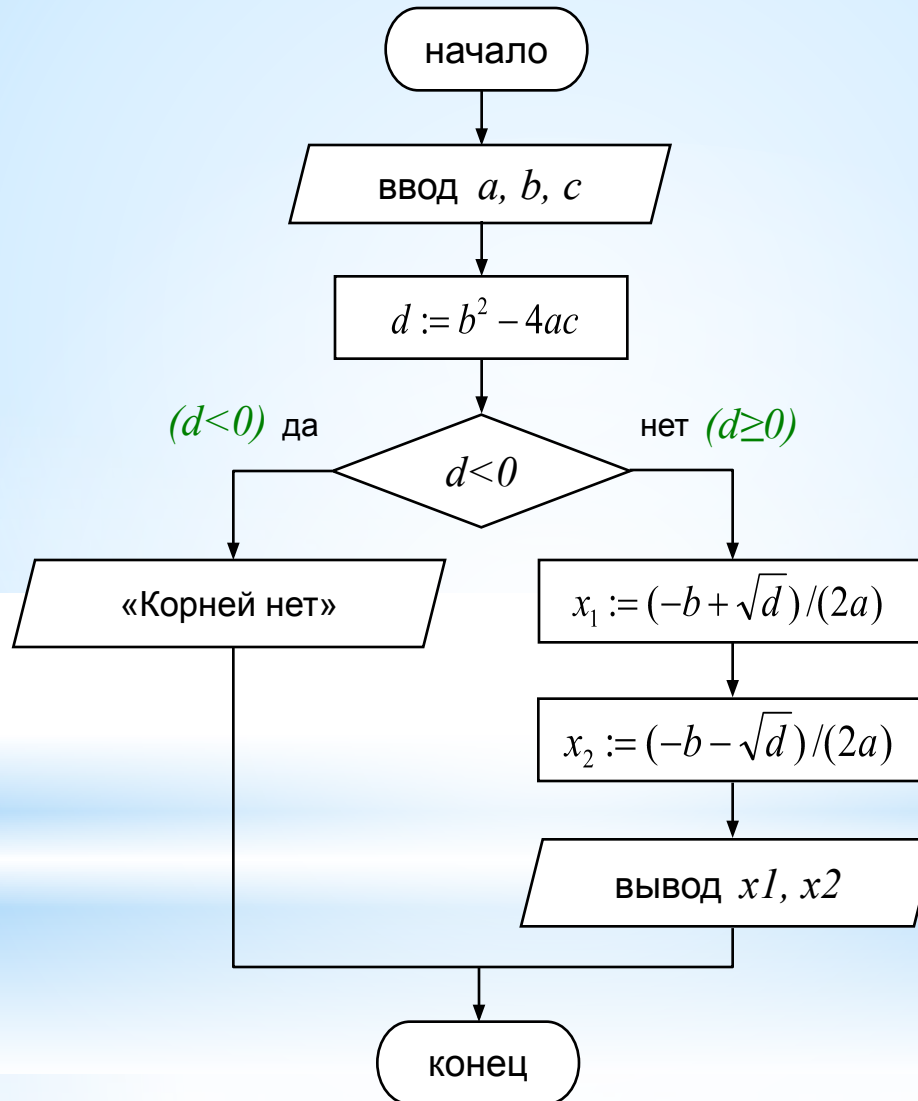 начало
ввод a, b, c
d := b² − 4ac
(d<0) да
нет (d≥0)
d<0
«Корней нет»
x₁ := (−b + √d)/(2a)
x₂ := (−b − √d)/(2a)
вывод x1, x2
конец